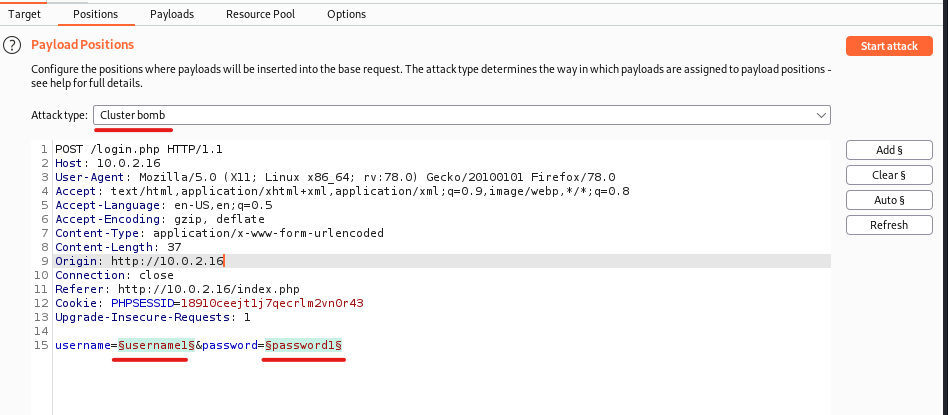 Target Positions Payloads Resource Pool Options
? Payload Positions Start attack
Configure the positions where payloads will be inserted into the base request. The attack type determines the way in which payloads are assigned to payload positions -
see help for full details.
Attack type: Cluster bomb
1 POST /login.php HTTP/1.1
2 Host: 10.0.2.16
3 User-Agent: Mozilla/5.0 (X11; Linux x86_64; rv:78.0) Gecko/20100101 Firefox/78.0
4 Accept: text/html,application/xhtml+xml,application/xml;q=0.9,image/webp,*/*;q=0.8
5 Accept-Language: en-US,en;q=0.5
6 Accept-Encoding: gzip, deflate
7 Content-Type: application/x-www-form-urlencoded
8 Content-Length: 37
9 Origin: http://10.0.2.16
10 Connection: close
11 Referer: http://10.0.2.16/index.php
12 Cookie: PHPSESSID=18910ceejt1j7qecrlm2vn0r43
13 Upgrade-Insecure-Requests: 1
14
15 username=§username1§&password=§password1§
Add §
Clear §
Auto §
Refresh